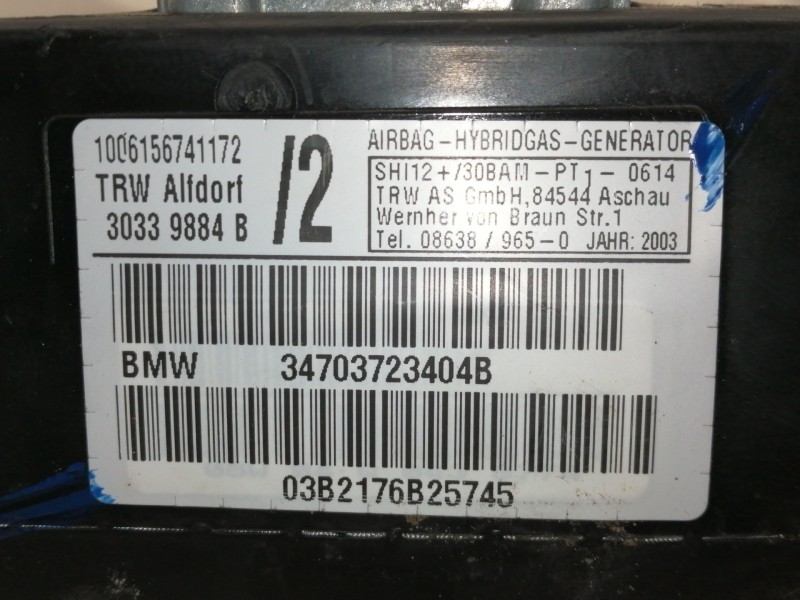 1006156741172
TRW Alfdorf
3033 9884 B
/2
AIRBAG-HYBRIDGAS-GENERATOR
SHI12+/30BAM-PT1-0614
TRW AS GmbH,84544 Aschau
Wernher von Braun Str.1
Tel. 08638/965-0 JAHR: 2003
BMW 34703723404B
03B2176B25745